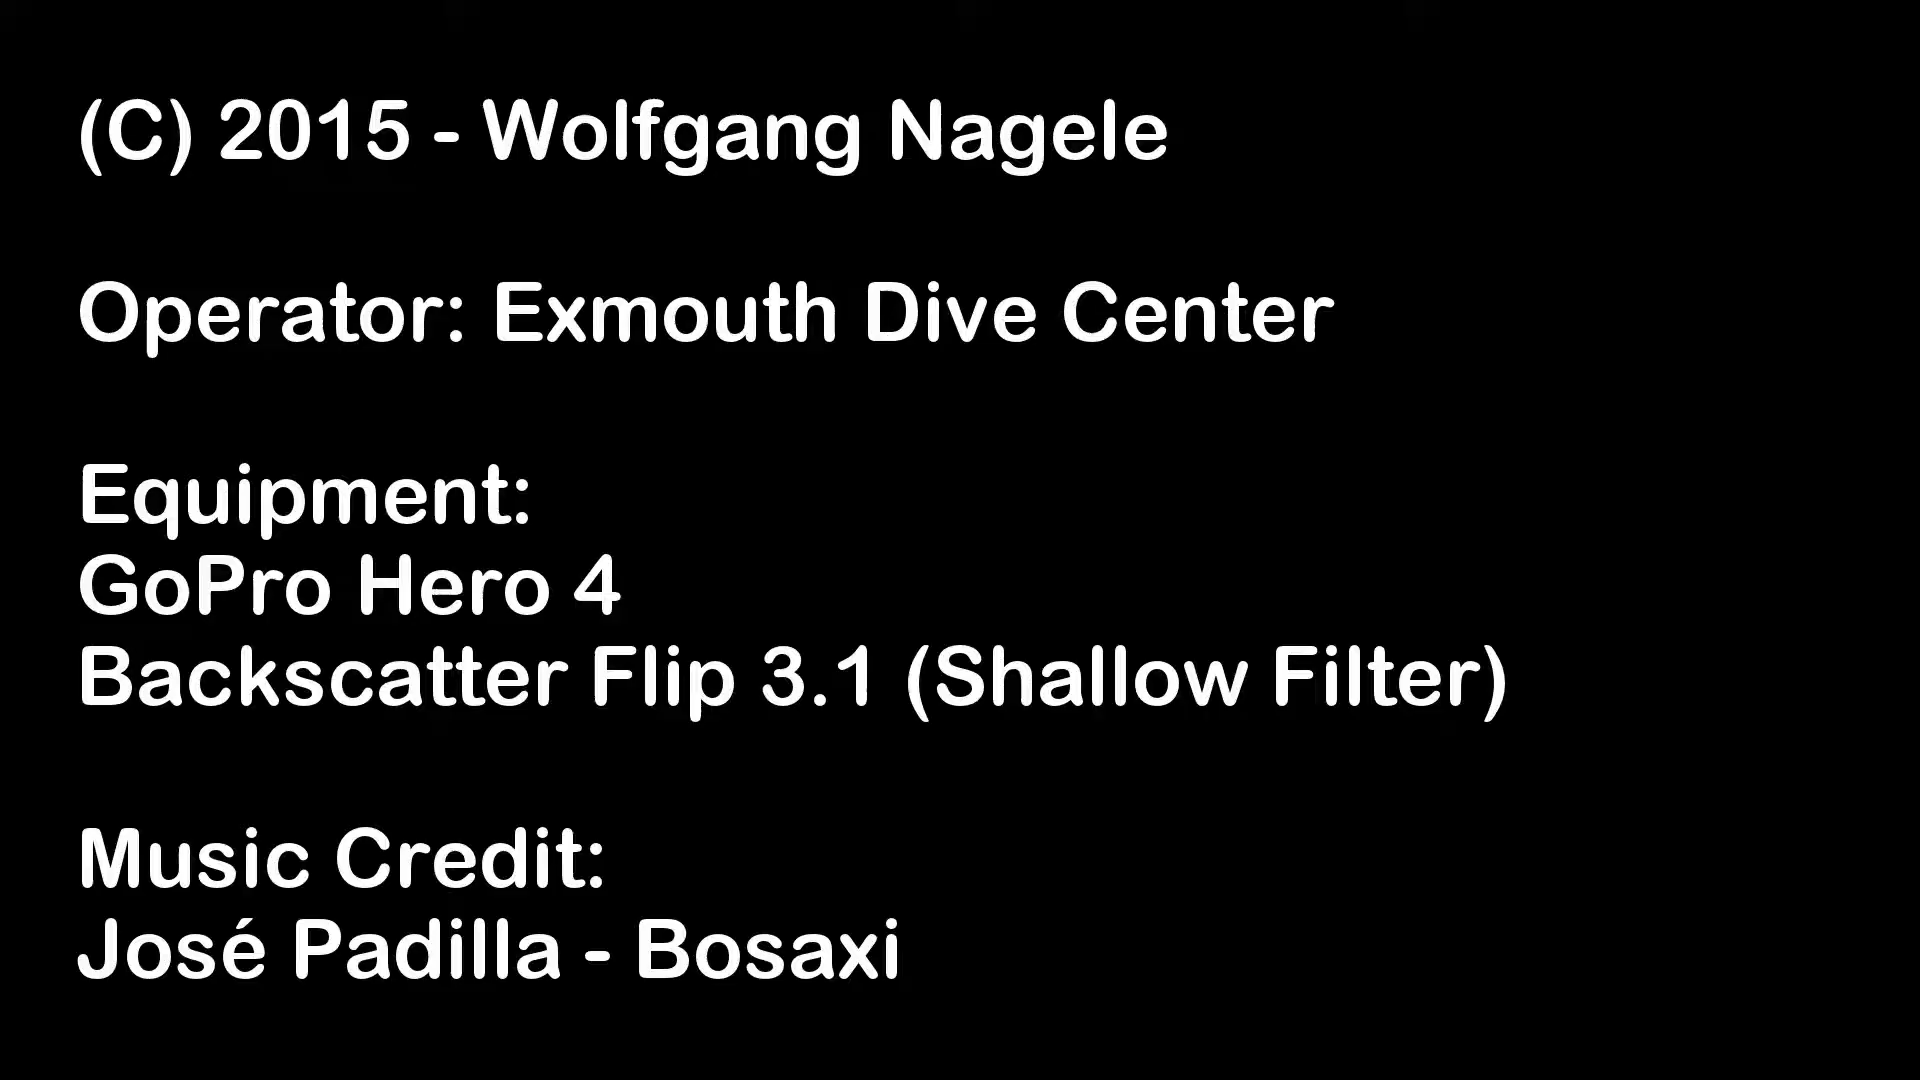 (C) 2015 - Wolfgang Nagele
Operator: Exmouth Dive Center
Equipment:
GoPro Hero 4
Backscatter Flip 3.1 (Shallow Filter)
Music Credit:
José Padilla - Bosaxi